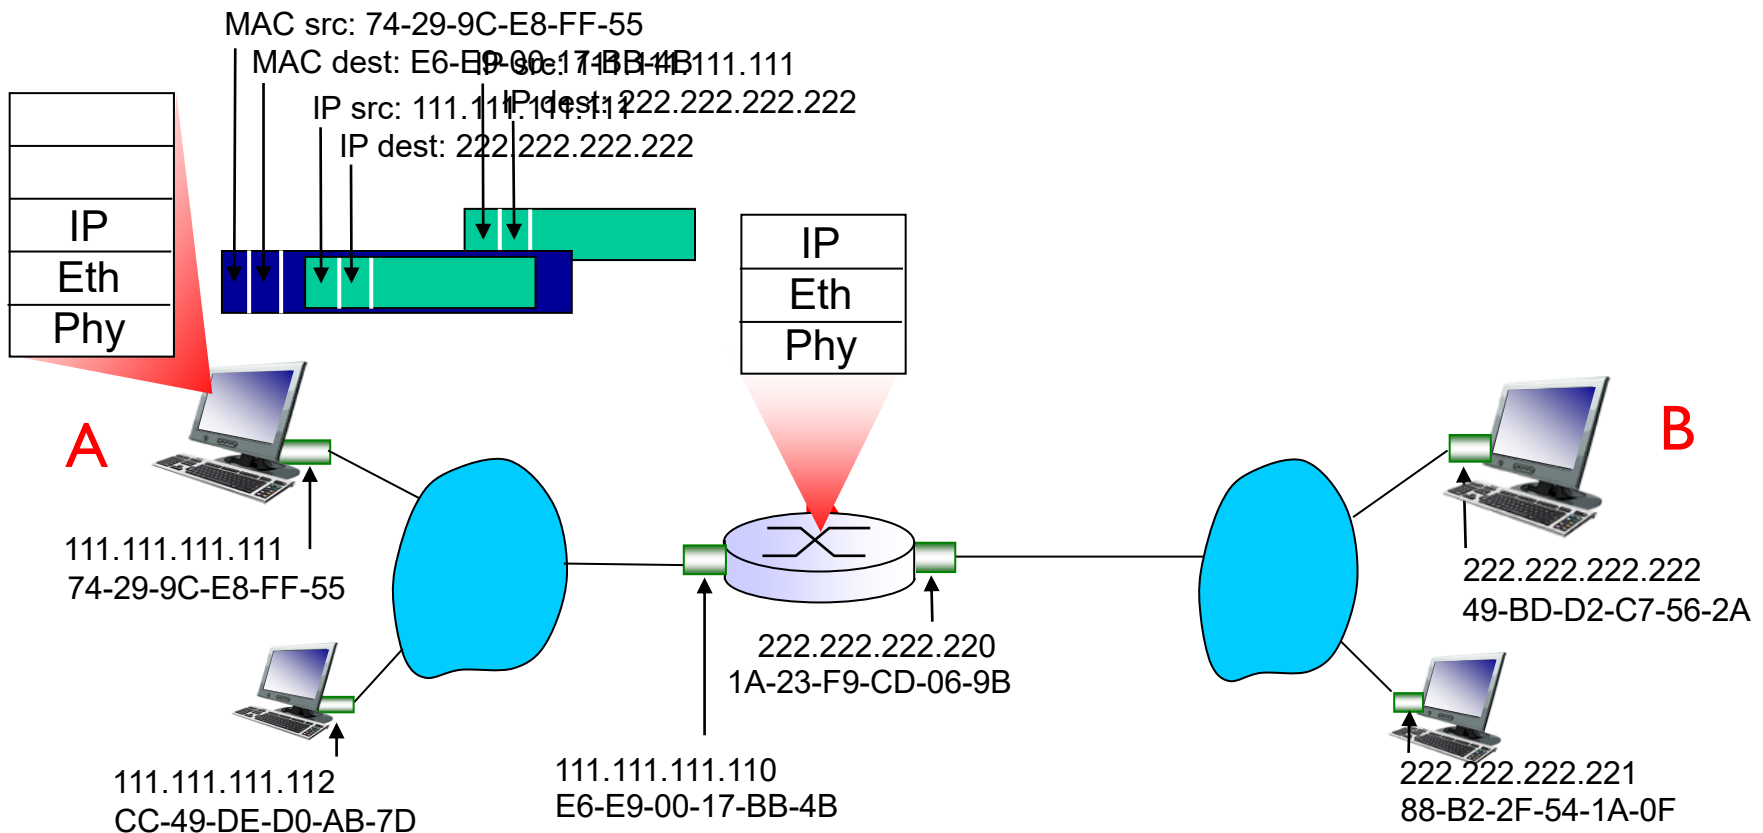 MAC src: 74-29-9C-E8-FF-55
MAC dest: E6-E9-00-17-BB-4B
IP src: 111.111.111.111
IP src: 111.111.111.111
IP dest: 222.222.222.222
IP dest: 222.222.222.222
IP
Eth
Phy
IP
Eth
Phy
A
B
111.111.111.111
74-29-9C-E8-FF-55
222.222.222.222
49-BD-D2-C7-56-2A
222.222.222.220
1A-23-F9-CD-06-9B
111.111.111.112
CC-49-DE-D0-AB-7D
111.111.111.110
E6-E9-00-17-BB-4B
222.222.222.221
88-B2-2F-54-1A-0F